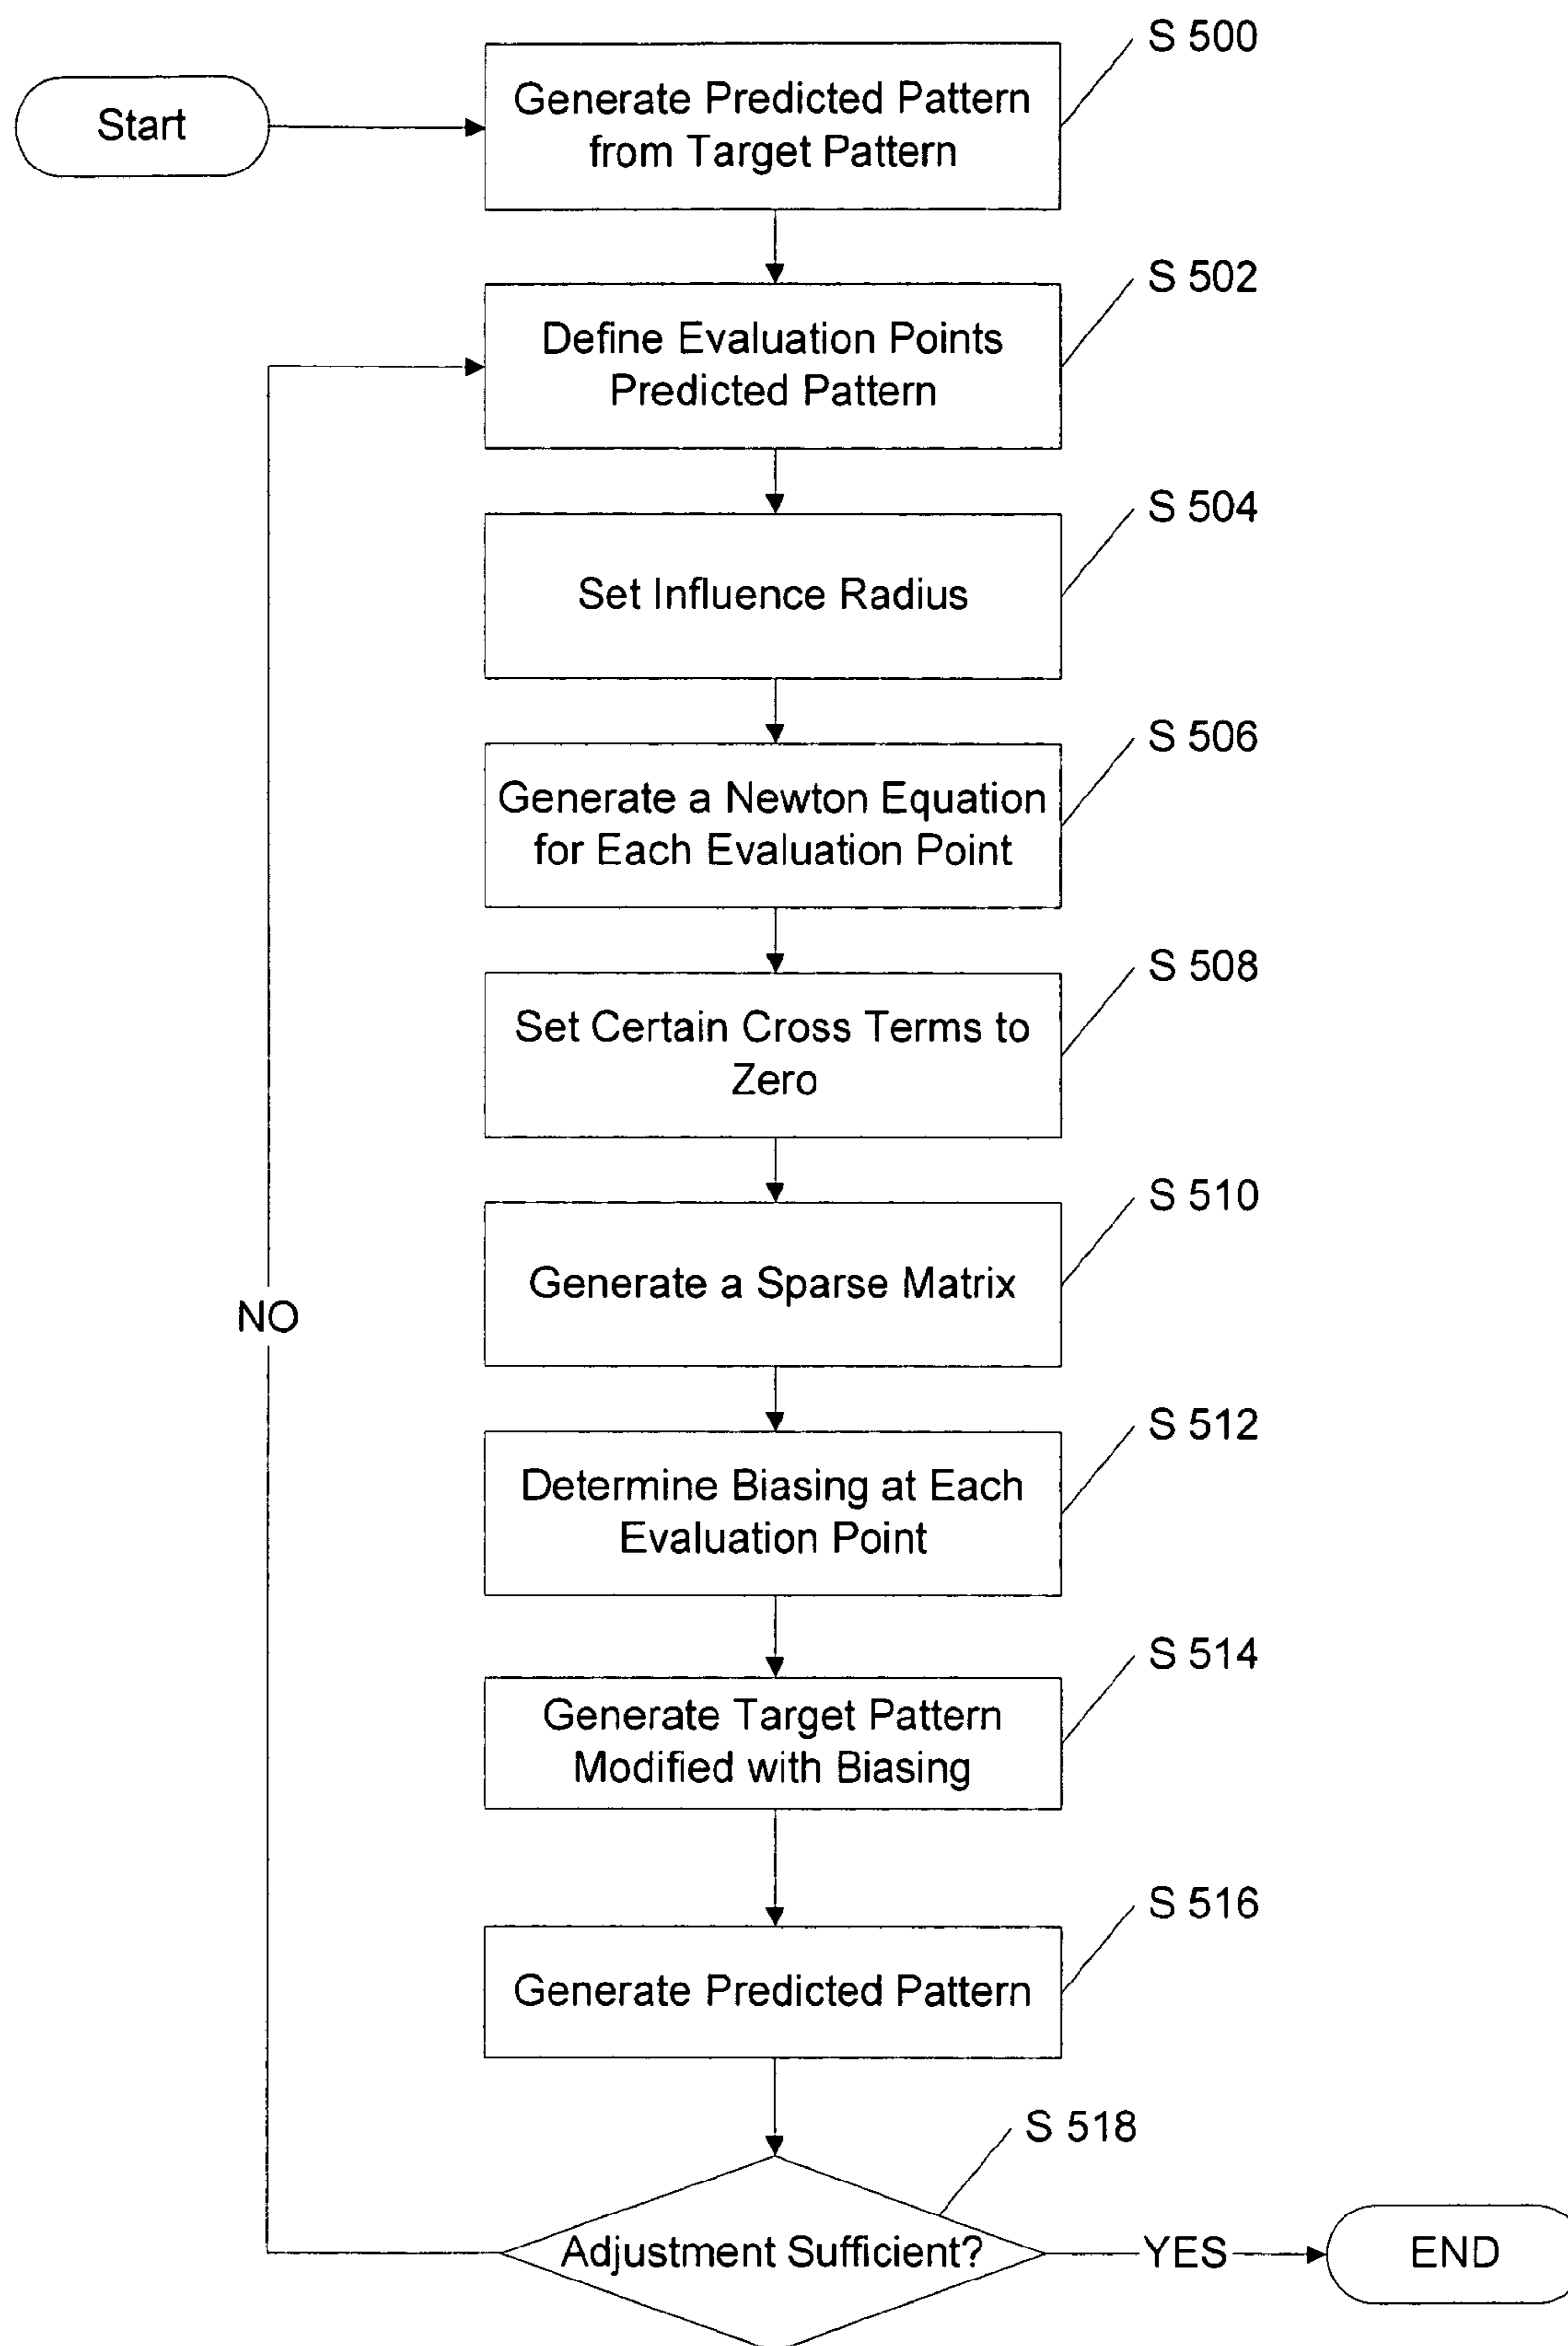 S 500
Start
Generate Predicted Pattern
from Target Pattern
S 502
Define Evaluation Points
Predicted Pattern
S 504
Set Influence Radius
S 506
Generate a Newton Equation
for Each Evaluation Point
S 508
Set Certain Cross Terms to
Zero
S 510
Generate a Sparse Matrix
NO
S 512
Determine Biasing at Each
Evaluation Point
S 514
Generate Target Pattern
Modified with Biasing
S 516
Generate Predicted Pattern
S 518
Adjustment Sufficient?
YES
END